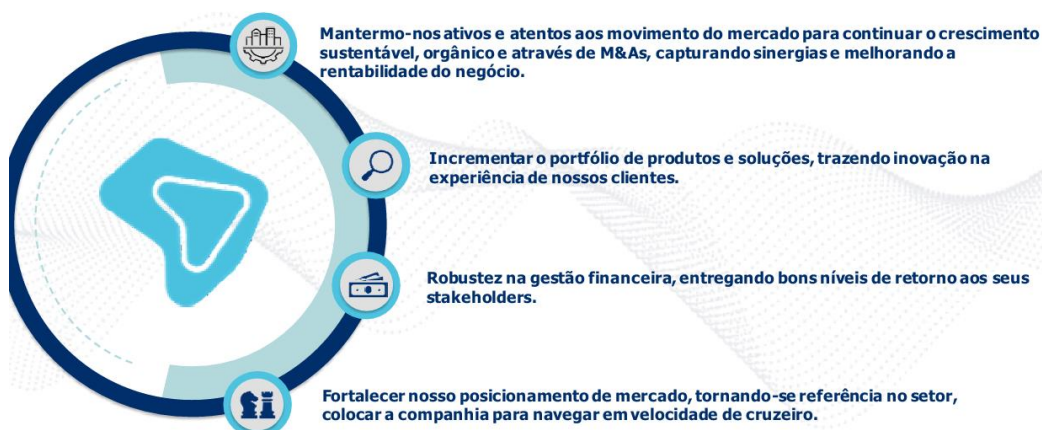 Mantermo-nos ativos e atentos aos movimento do mercado para continuar o crescimento
sustentável, orgânico e através de M&As, capturando sinergias e melhorando a
rentabilidade do negócio.
Incrementar o portfólio de produtos e soluções, trazendo inovação na
experiência de nossos clientes.
Robustez na gestão financeira, entregando bons níveis de retorno aos seus
stakeholders.
Fortalecer nosso posicionamento de mercado, tornando-se referência no setor,
colocar a companhia para navegar em velocidade de cruzeiro.